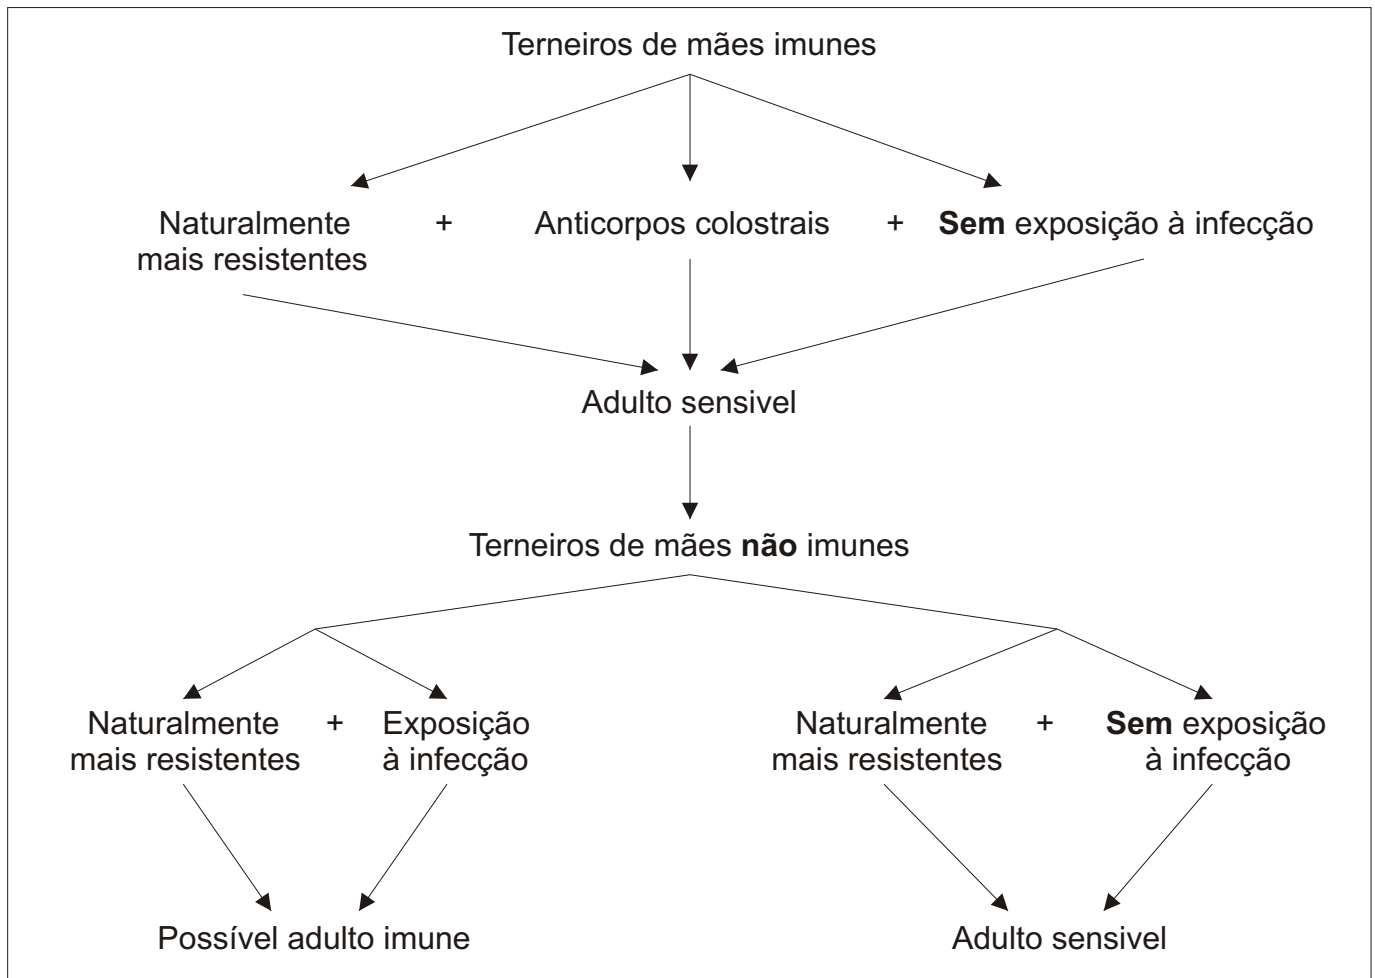 Terneiros de mães imunes
Naturalmente + Anticorpos colostrais + Sem exposição à infecção
mais resistentes
Adulto sensivel
Terneiros de mães não imunes
Naturalmente + Exposição Naturalmente + Sem exposição
mais resistentes à infecção mais resistentes à infecção
Possível adulto imune Adulto sensivel